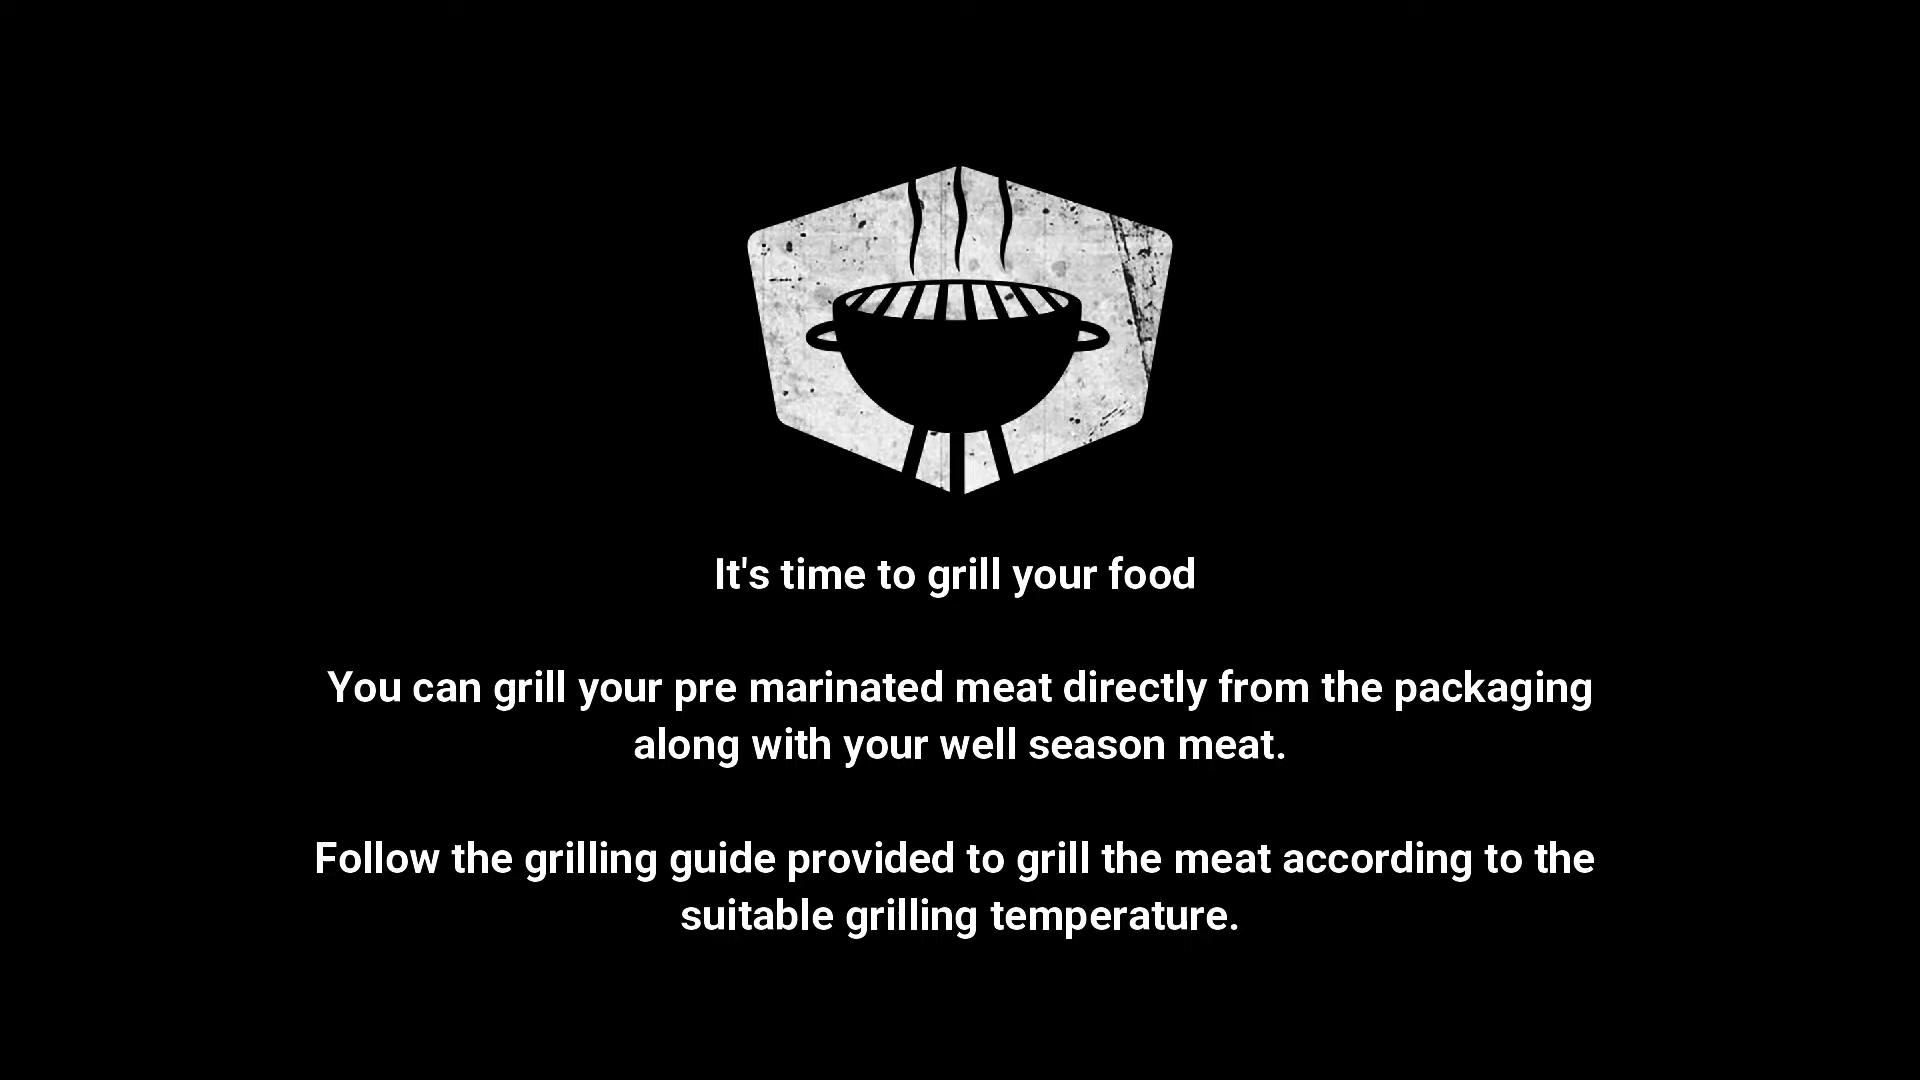 It's time to grill your food
You can grill your pre marinated meat directly from the packaging
along with your well season meat.
Follow the grilling guide provided to grill the meat according to the
suitable grilling temperature.